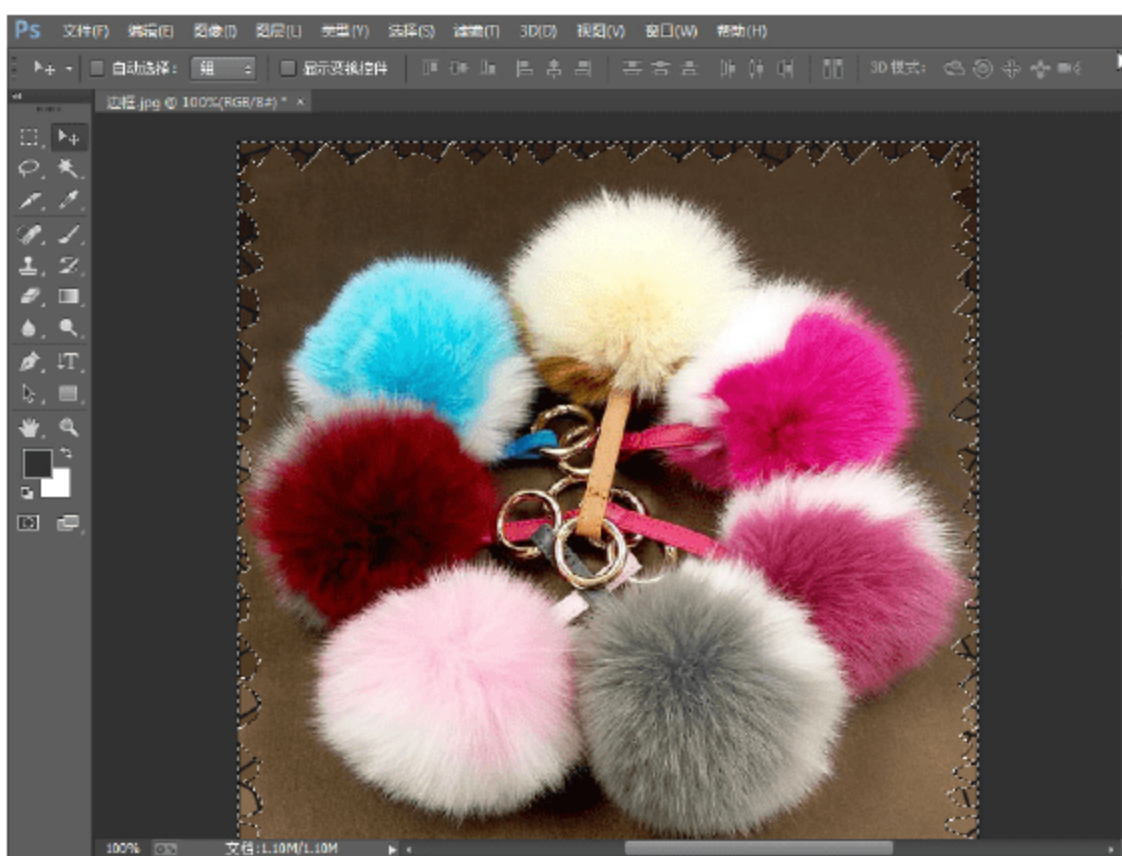 Ps 文件(F) 编辑(E) 图像(I) 图层(L) 类型(Y) 选择(S) 滤镜(T) 3D(D) 视图(V) 窗口(W) 帮助(H)
自动选择: 组 显示变换控件 3D 模式:
边框.jpg @ 100%(RGB/8#) * ×
100% 文档:1.10M/1.10M